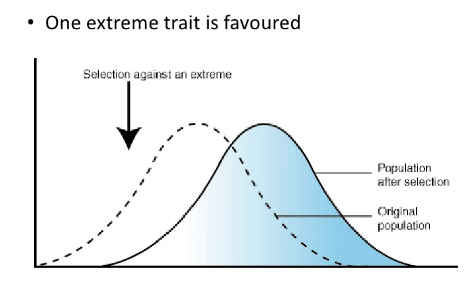 • One extreme trait is favoured
Selection against an extreme
Population
after selection
Original
population